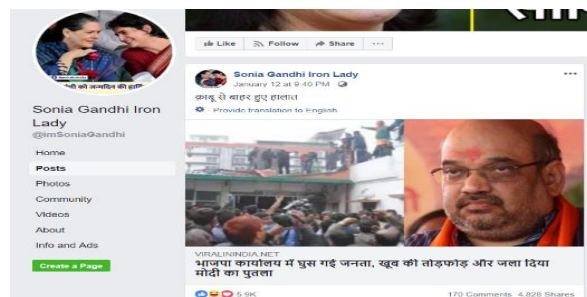 को जन्मदिन की हार्दि
Sonia Gandhi Iron
Lady
@imSoniaGandhi
Home
Posts
Photos
Community
Videos
About
Info and Ads
Create a Page
Like Follow Share ...
Sonia Gandhi Iron Lady
January 12 at 9:40 PM
क़ाबू से बाहर हुए हालात
Provide translation to English
VIRALININDIA.NET
भाजपा कार्यालय में घुस गई जनता, खूब की तोड़फोड़ और जला दिया
मोदी का पुतला
5.9K 170 Comments 4,828 Shares